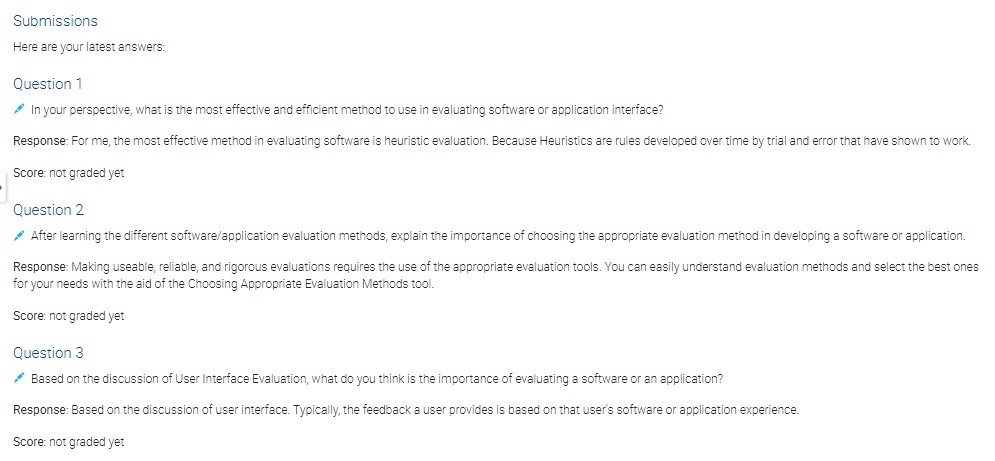 Submissions
Here are your latest answers:
Question 1
In your perspective, what is the most effective and efficient method to use in evaluating software or application interface?
Response: For me, the most effective method in evaluating software is heuristic evaluation. Because Heuristics are rules developed over time by trial and error that have shown to work.
Score: not graded yet
Question 2
After learning the different software/application evaluation methods, explain the importance of choosing the appropriate evaluation method in developing a software or application.
Response: Making useable, reliable, and rigorous evaluations requires the use of the appropriate evaluation tools. You can easily understand evaluation methods and select the best ones
for your needs with the aid of the Choosing Appropriate Evaluation Methods tool.
Score: not graded yet
Question 3
Based on the discussion of User Interface Evaluation, what do you think is the importance of evaluating a software or an application?
Response: Based on the discussion of user interface. Typically, the feedback a user provides is based on that user's software or application experience.
Score: not graded yet